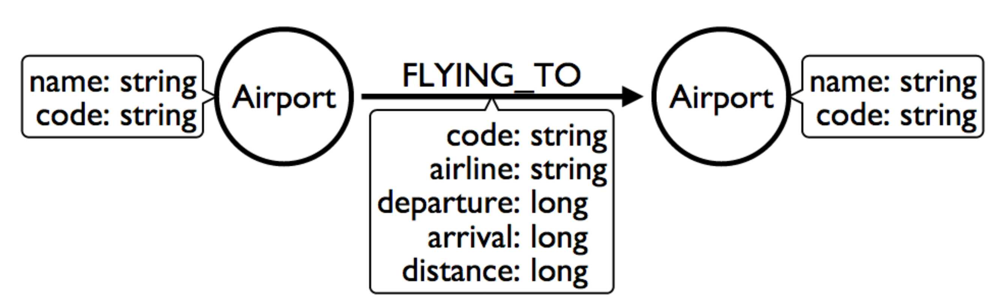 name: string
code: string
Airport
FLYING_TO
code: string
airline: string
departure: long
arrival: long
distance: long
Airport
name: string
code: string